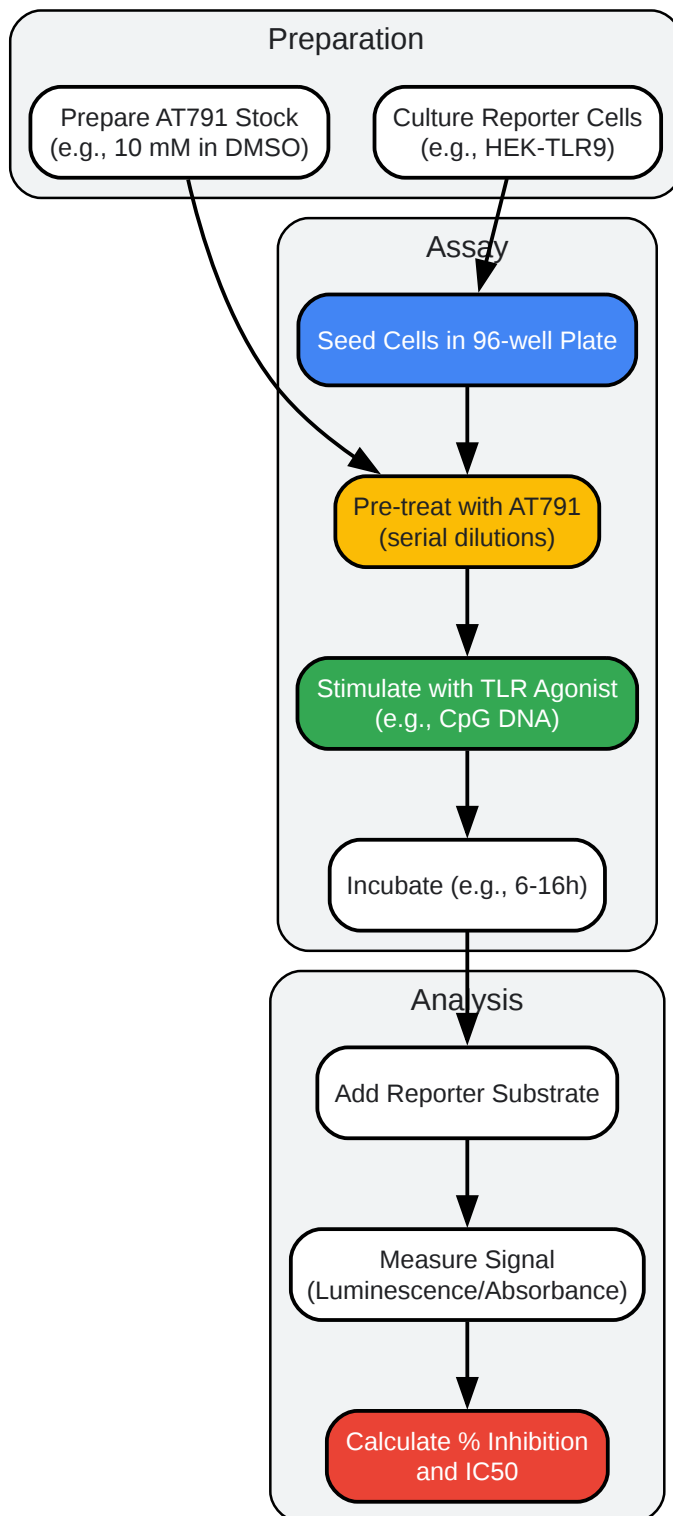 Preparation
Prepare AT791 Stock
(e.g., 10 mM in DMSO)
Culture Reporter Cells
(e.g., HEK-TLR9)
Assay
Seed Cells in 96-well Plate
Pre-treat with AT791
(serial dilutions)
Stimulate with TLR Agonist
(e.g., CpG DNA)
Incubate (e.g., 6-16h)
Analysis
Add Reporter Substrate
Measure Signal
(Luminescence/Absorbance)
Calculate % Inhibition
and IC50